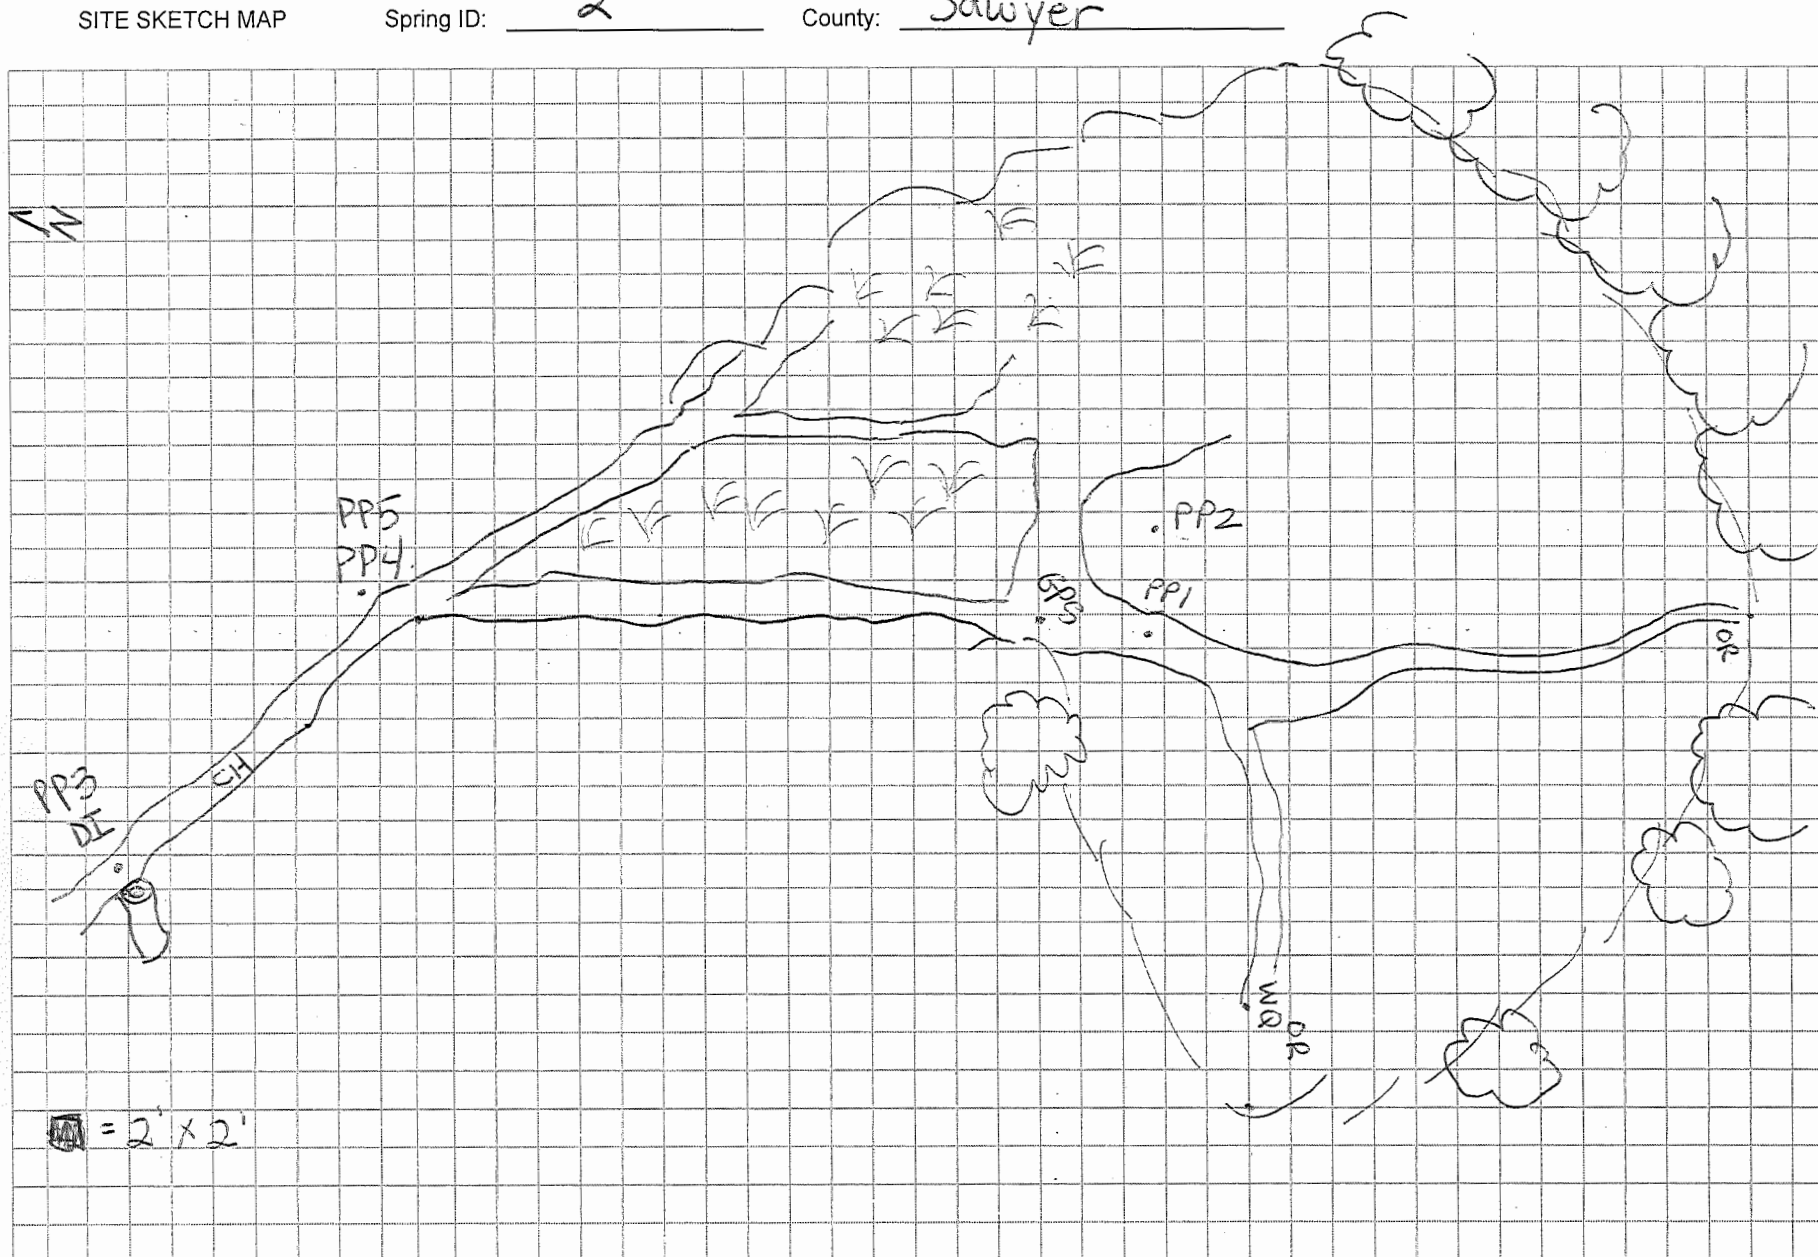 SITE SKETCH MAP Spring ID: 2 County: Sawyer
N
PP5
PP4
PP2
GPS
PP1
OR
CH
PP3
DI
WQ
OR
= 2' x 2'